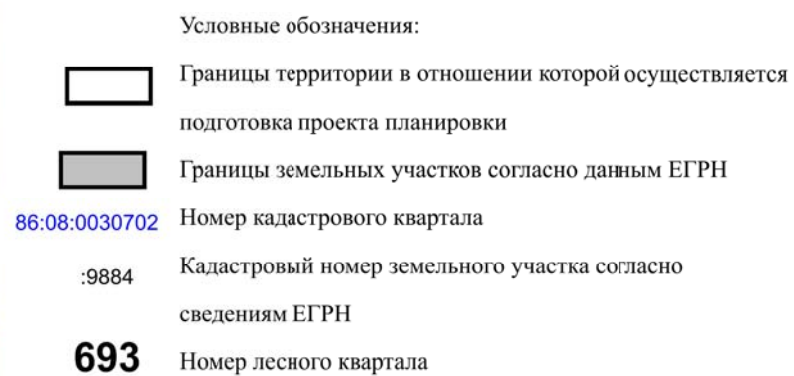 Условные обозначения:
Границы территории в отношении которой осуществляется
подготовка проекта планировки
Границы земельных участков согласно данным ЕГРН
86:08:0030702 Номер кадастрового квартала
:9884 Кадастровый номер земельного участка согласно
сведениям ЕГРН
693 Номер лесного квартала